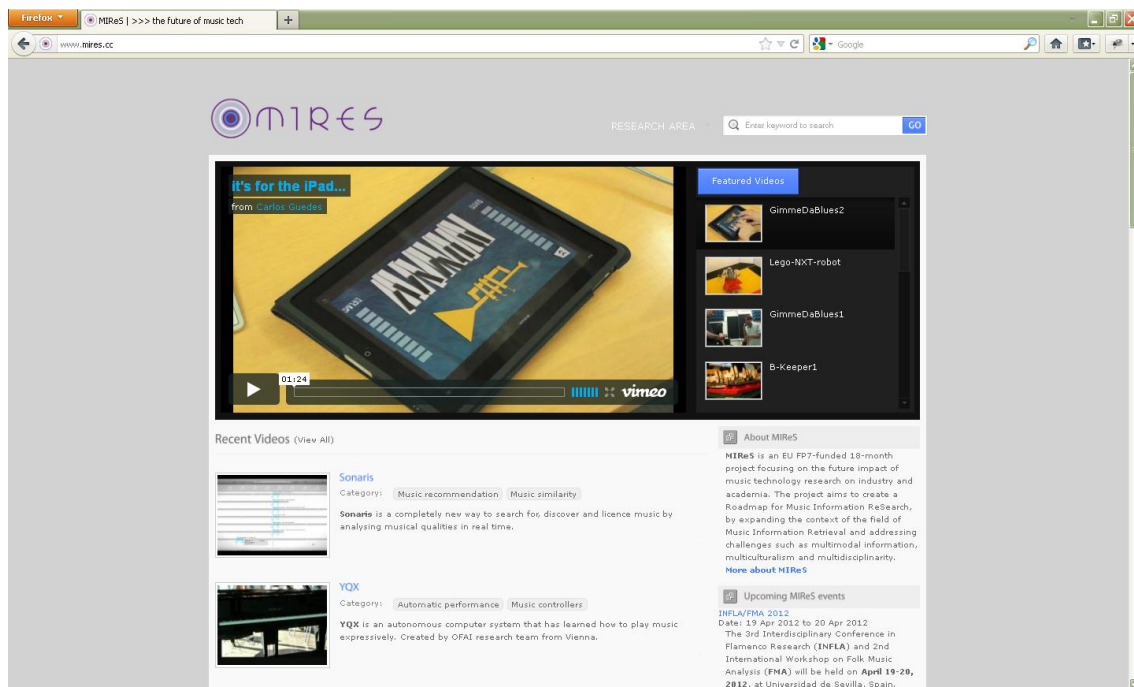 Firefox
MIReS | >>> the future of music tech
www.mires.cc
Google
MIRES
RESEARCH AREA
Enter keyword to search
GO
it's for the iPad...
from Carlos Guedes
01:24
vimeo
Featured Videos
GimmeDaBlues2
Lego-NXT-robot
GimmeDaBlues1
B-Keeper1
Recent Videos (View All)
Sonaris
Category: Music recommendation Music similarity
Sonaris is a completely new way to search for, discover and licence music by
analysing musical qualities in real time.
YQX
Category: Automatic performance Music controllers
YQX is an autonomous computer system that has learned how to play music
expressively. Created by OFAI research team from Vienna.
About MIReS
MIReS is an EU FP7-funded 18-month
project focusing on the future impact of
music technology research on industry and
academia. The project aims to create a
Roadmap for Music Information ReSearch,
by expanding the context of the field of
Music Information Retrieval and addressing
challenges such as multimodal information,
multiculturalism and multidisciplinarity.
More about MIReS
Upcoming MIReS events
INFLA/FMA 2012
Date: 19 Apr 2012 to 20 Apr 2012
The 3rd Interdisciplinary Conference in
Flamenco Research (INFLA) and 2nd
International Workshop on Folk Music
Analysis (FMA) will be held on April 19-20,
2012, at Universidad de Sevilla, Spain.